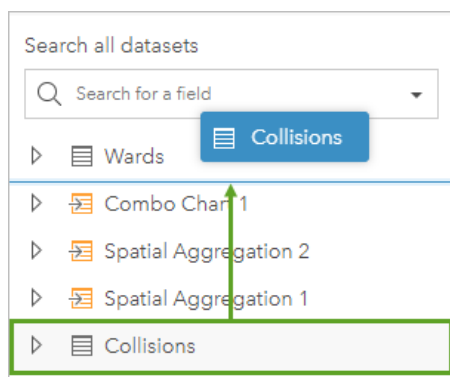 Search all datasets
Search for a field
Collisions
Wards
Combo Chart 1
Spatial Aggregation 2
Spatial Aggregation 1
Collisions